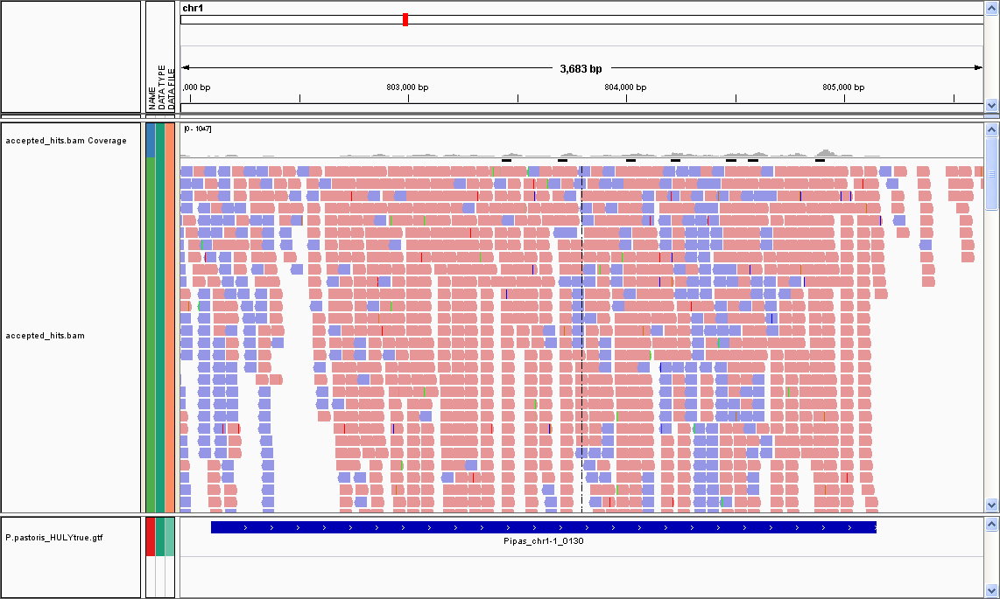 chr1
3,683 bp
,000 bp 803,000 bp 804,000 bp 805,000 bp
NAME
DATA TYPE
DATA FILE
[0 - 1047]
accepted_hits.bam Coverage
accepted_hits.bam
P.pastoris_HULYtrue.gtf
Pipas_chr1-1_0130